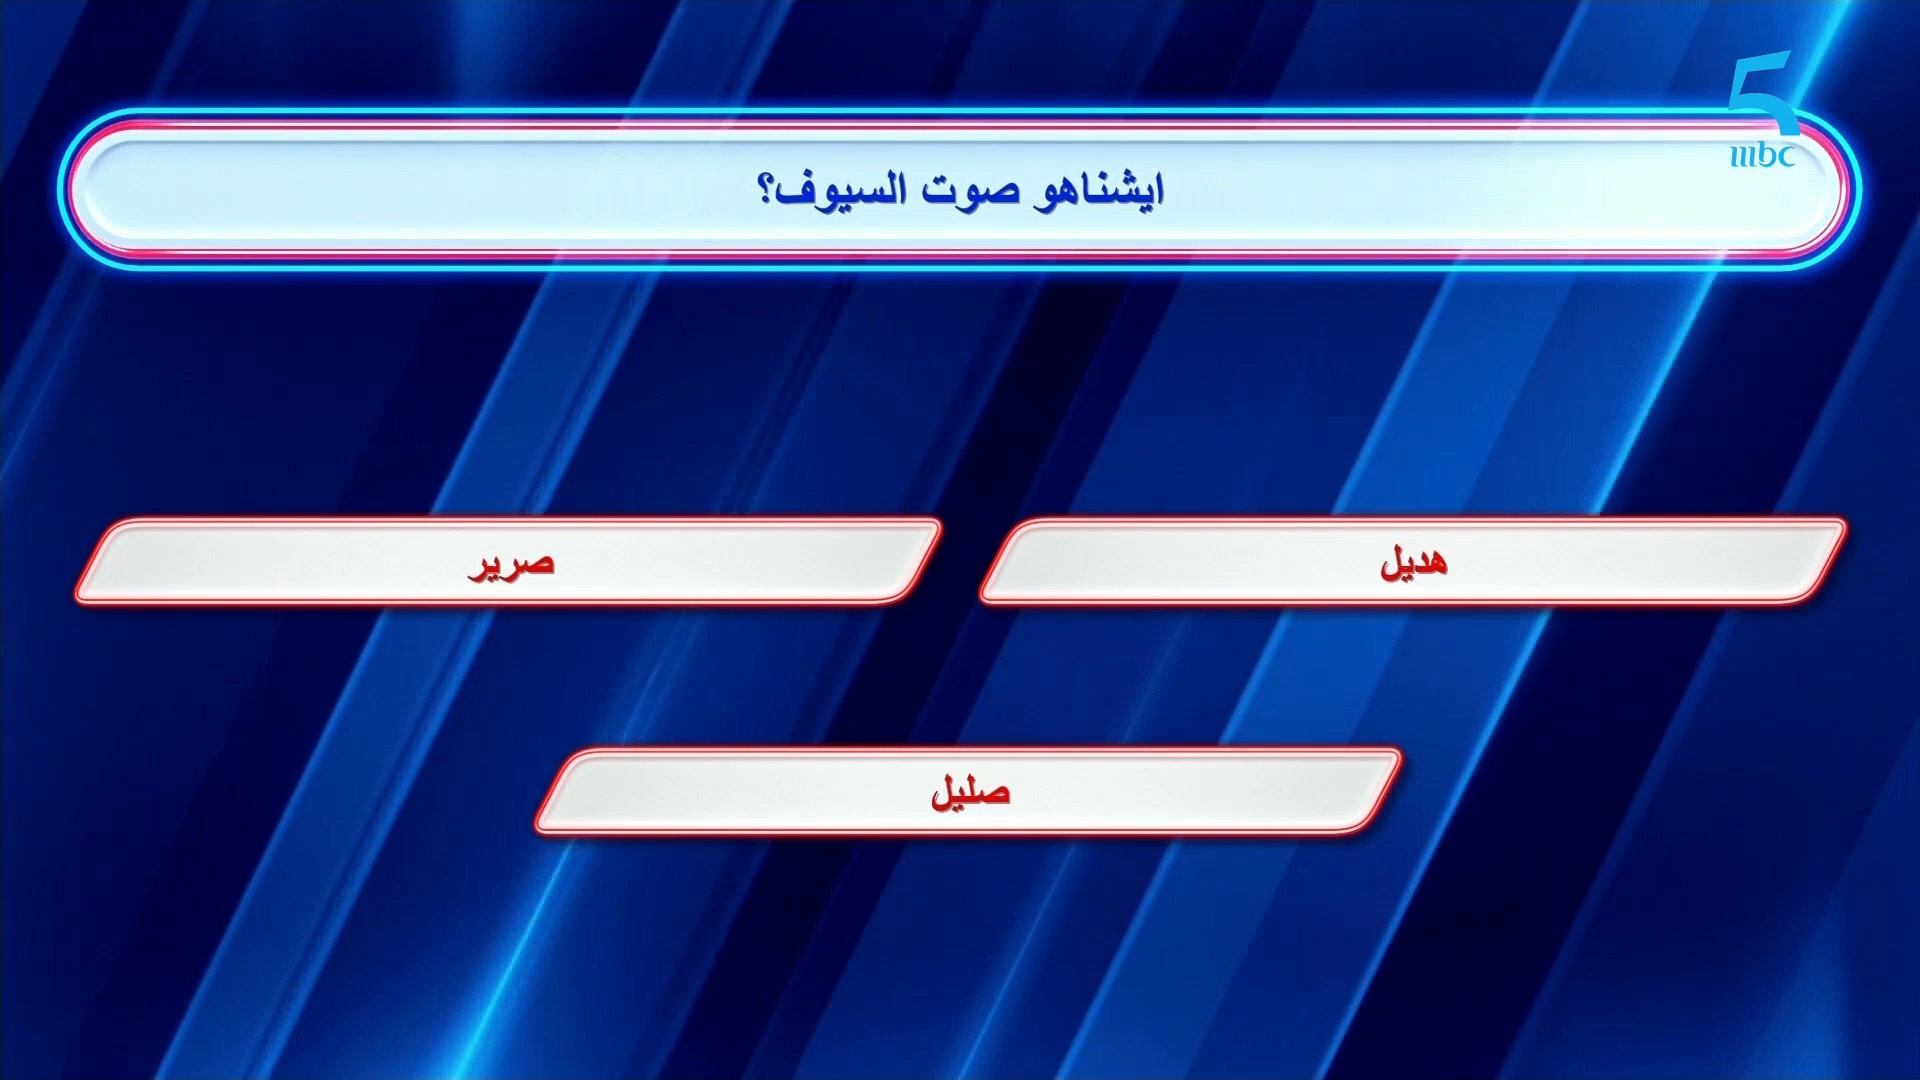 5
mbc
ايشناهو صوت السيوف؟
هديل
صرير
صليل